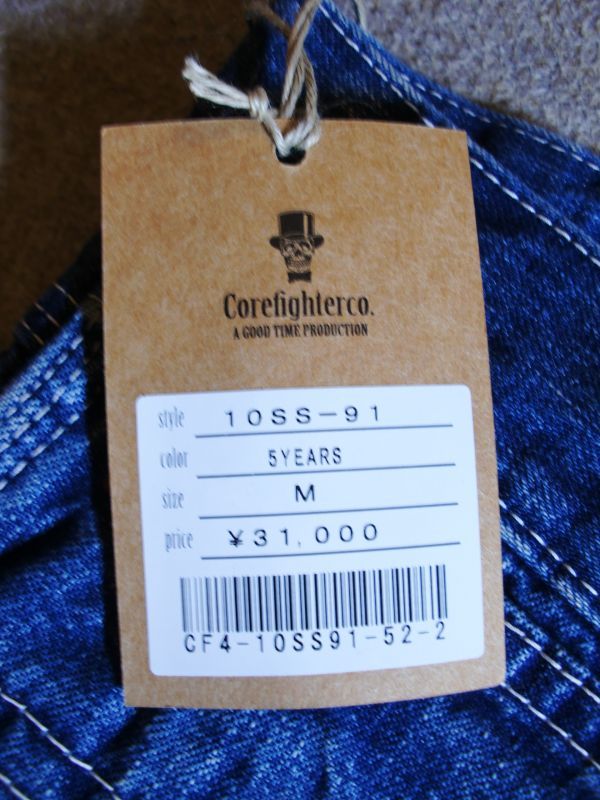 Corefighterco.
A GOOD TIME PRODUCTION
style 10SS-91
color 5YEARS
size M
price ¥31,000
CF4-10SS91-52-2